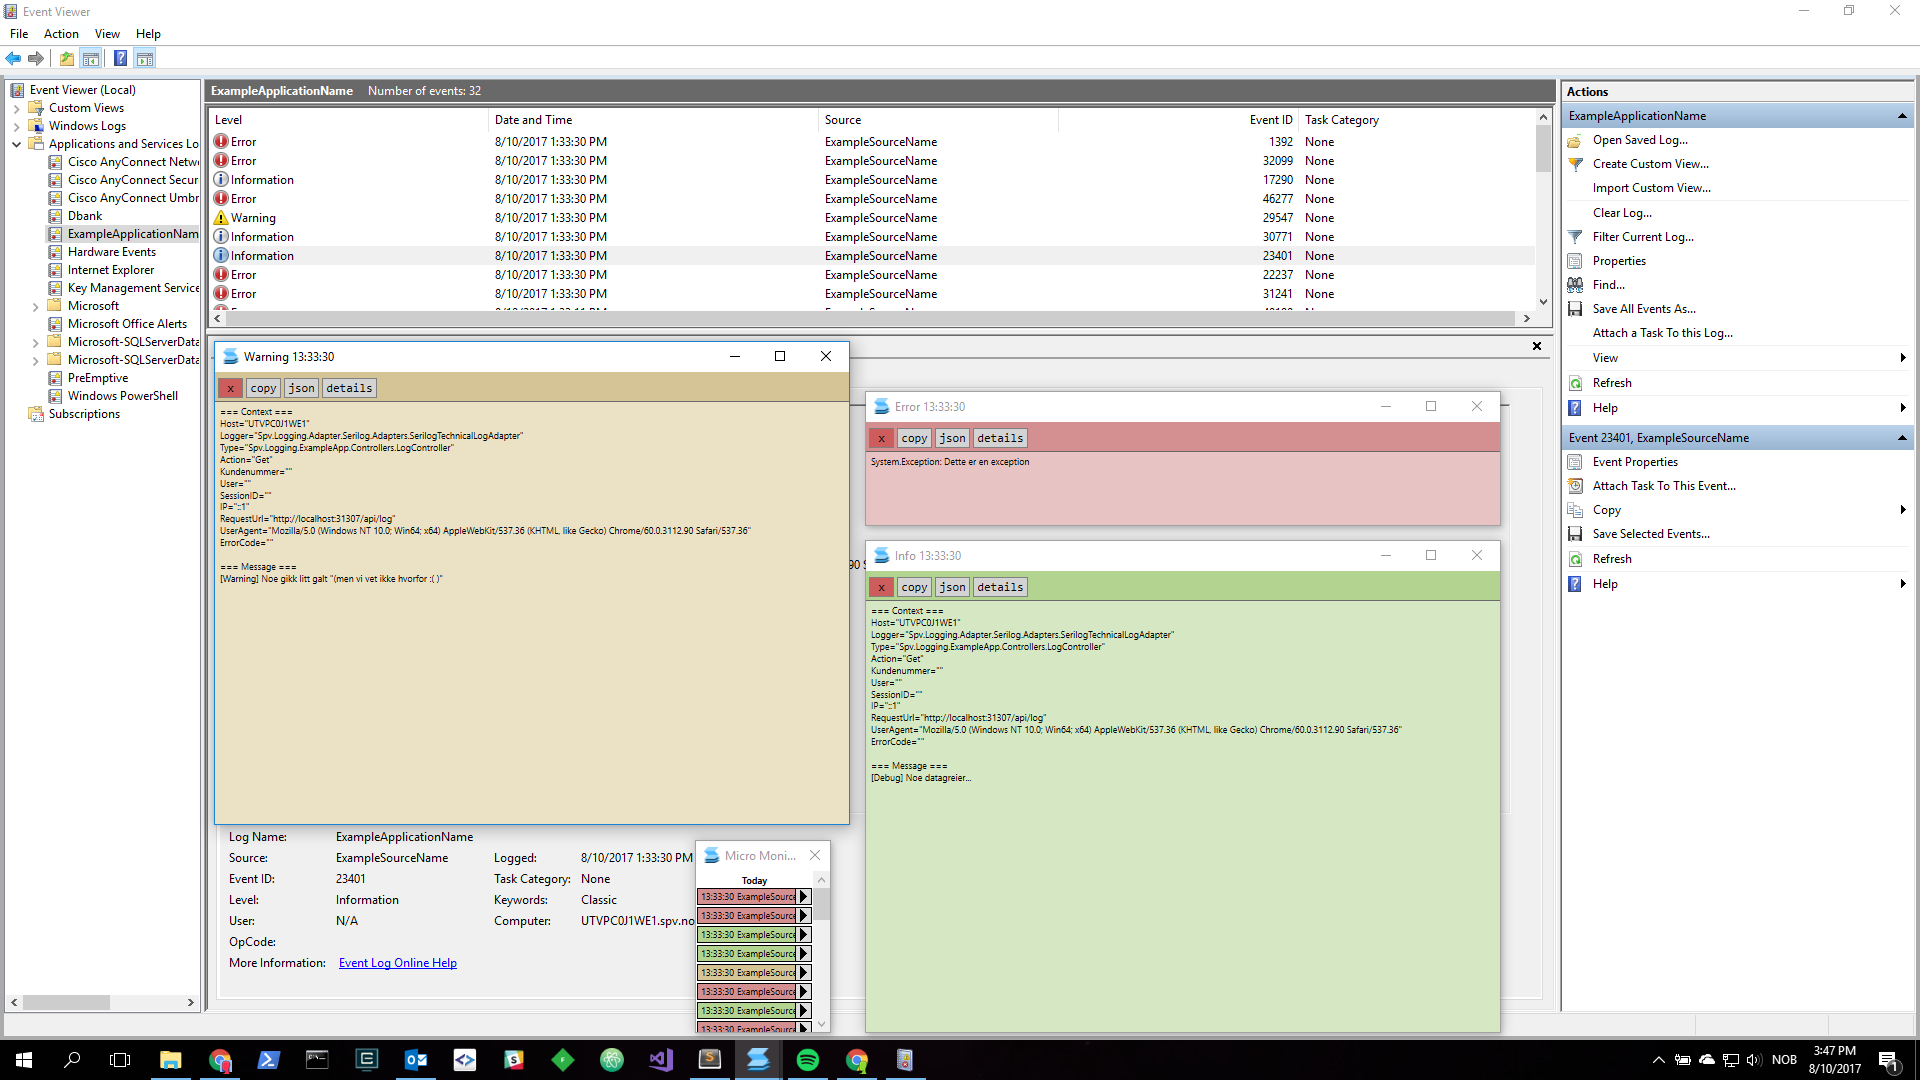 Event Viewer
File Action View Help
Event Viewer (Local)
Custom Views
Windows Logs
Applications and Services Lo
Cisco AnyConnect Netw
Cisco AnyConnect Secur
Cisco AnyConnect Umbr
Dbank
ExampleApplicationNam
Hardware Events
Internet Explorer
Key Management Service
Microsoft
Microsoft Office Alerts
Microsoft-SQLServerData
Microsoft-SQLServerData
PreEmptive
Windows PowerShell
Subscriptions
ExampleApplicationName Number of events: 32
Level Date and Time Source Event ID Task Category
Error 8/10/2017 1:33:30 PM ExampleSourceName 1392 None
Error 8/10/2017 1:33:30 PM ExampleSourceName 32099 None
Information 8/10/2017 1:33:30 PM ExampleSourceName 17290 None
Error 8/10/2017 1:33:30 PM ExampleSourceName 46277 None
Warning 8/10/2017 1:33:30 PM ExampleSourceName 29547 None
Information 8/10/2017 1:33:30 PM ExampleSourceName 30771 None
Information 8/10/2017 1:33:30 PM ExampleSourceName 23401 None
Error 8/10/2017 1:33:30 PM ExampleSourceName 22237 None
Error 8/10/2017 1:33:30 PM ExampleSourceName 31241 None
Warning 13:33:30
x copy json details
=== Context ===
Host="UTVPC0J1WE1"
Logger="Spv.Logging.Adapter.Serilog.Adapters.SerilogTechnicalLogAdapter"
Type="Spv.Logging.ExampleApp.Controllers.LogController"
Action="Get"
Kundenummer=""
User=""
SessionID=""
IP="::1"
RequestUrl="http://localhost:31307/api/log"
UserAgent="Mozilla/5.0 (Windows NT 10.0; Win64; x64) AppleWebKit/537.36 (KHTML, like Gecko) Chrome/60.0.3112.90 Safari/537.36"
ErrorCode=""
=== Message ===
[Warning] Noe gikk litt galt "(men vi vet ikke hvorfor :( )"
90 S
Error 13:33:30
x copy json details
System.Exception: Dette er en exception
Info 13:33:30
x copy json details
=== Context ===
Host="UTVPC0J1WE1"
Logger="Spv.Logging.Adapter.Serilog.Adapters.SerilogTechnicalLogAdapter"
Type="Spv.Logging.ExampleApp.Controllers.LogController"
Action="Get"
Kundenummer=""
User=""
SessionID=""
IP="::1"
RequestUrl="http://localhost:31307/api/log"
UserAgent="Mozilla/5.0 (Windows NT 10.0; Win64; x64) AppleWebKit/537.36 (KHTML, like Gecko) Chrome/60.0.3112.90 Safari/537.36"
ErrorCode=""
=== Message ===
[Debug] Noe datagreier...
Log Name: ExampleApplicationName
Source: ExampleSourceName Logged: 8/10/2017 1:33:30 PM
Event ID: 23401 Task Category: None
Level: Information Keywords: Classic
User: N/A Computer: UTVPC0J1WE1.spv.no
OpCode:
More Information: Event Log Online Help
Micro Moni...
Today
13:33:30 ExampleSource
13:33:30 ExampleSource
13:33:30 ExampleSource
13:33:30 ExampleSource
13:33:30 ExampleSource
13:33:30 ExampleSource
13:33:30 ExampleSource
13:33:30 ExampleSource
Actions
ExampleApplicationName
Open Saved Log...
Create Custom View...
Import Custom View...
Clear Log...
Filter Current Log...
Properties
Find...
Save All Events As...
Attach a Task To this Log...
View
Refresh
Help
Event 23401, ExampleSourceName
Event Properties
Attach Task To This Event...
Copy
Save Selected Events...
Refresh
Help
NOB
3:47 PM
8/10/2017
1